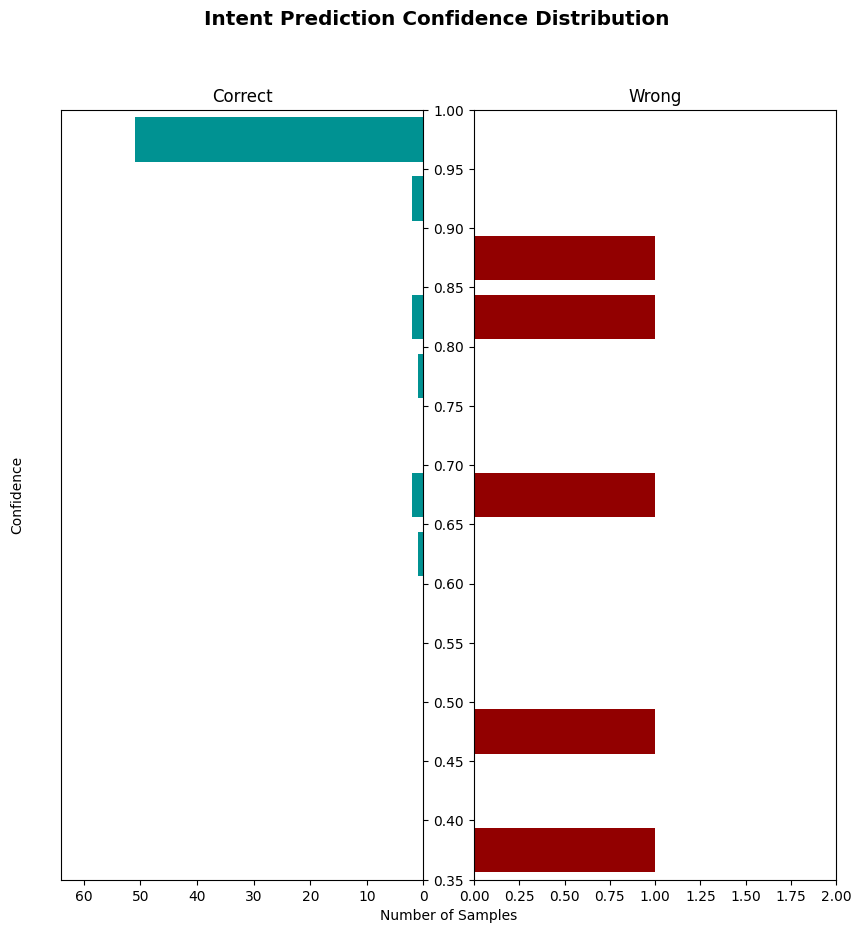 Intent Prediction Confidence Distribution
Correct
Wrong
1.00
0.95
0.90
0.85
0.80
0.75
0.70
0.65
0.60
0.55
0.50
0.45
0.40
0.35
Confidence
60 50 40 30 20 10 0
0.00 0.25 0.50 0.75 1.00 1.25 1.50 1.75 2.00
Number of Samples